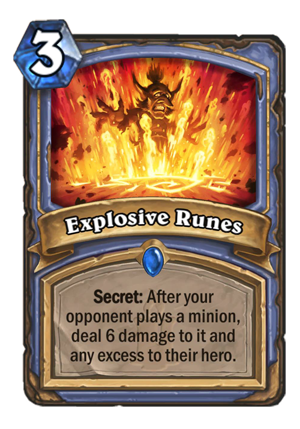 3
Explosive Runes
Secret: After your
opponent plays a minion,
deal 6 damage to it and
any excess to their hero.